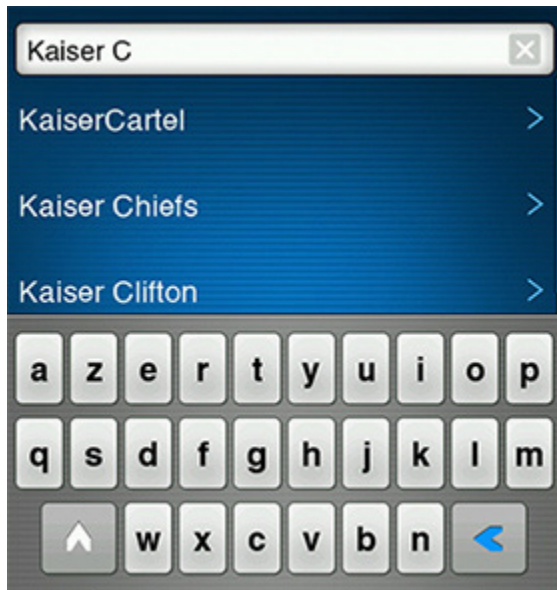 Kaiser C
KaiserCartel
Kaiser Chiefs
Kaiser Clifton
a z e r t y u i o p
q s d f g h j k l m
w x c v b n